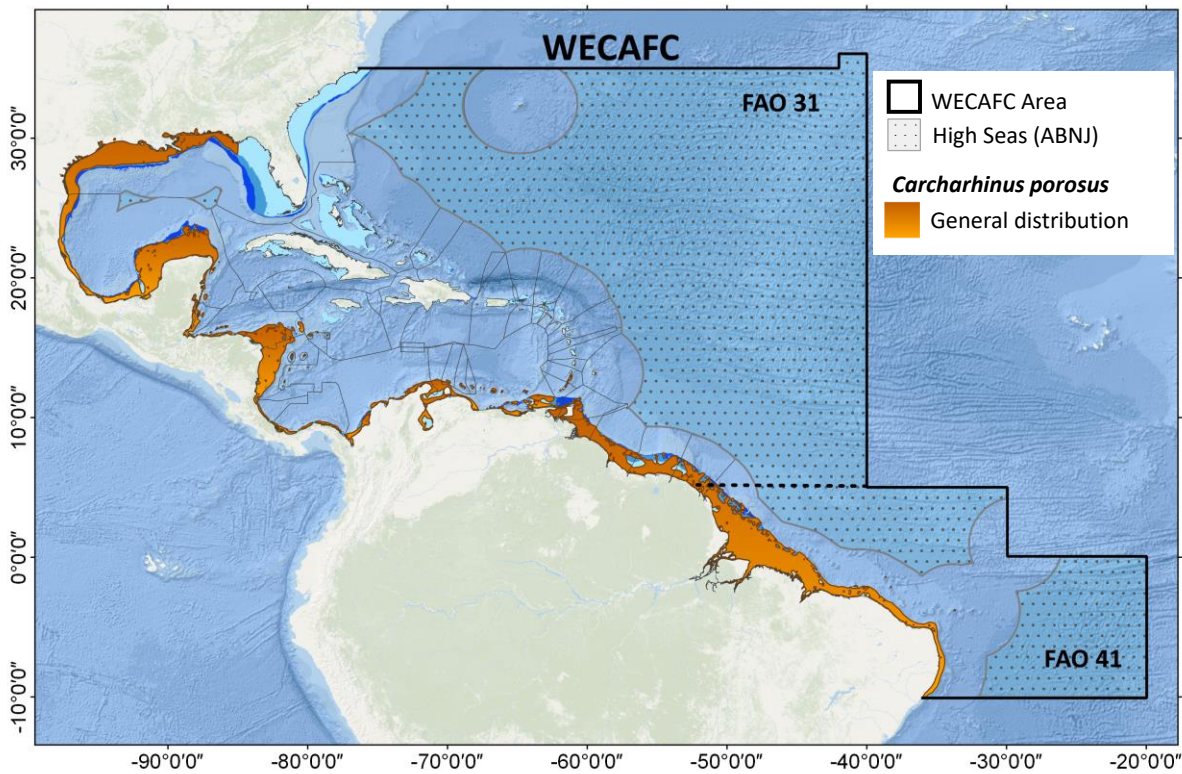 WECAFC
FAO 31
WECAFC Area
High Seas (ABNJ)
Carcharhinus porosus
General distribution
FAO 41
30°0'0"
20°0'0"
10°0'0"
0°0'0"
-10°0'0"
-90°0'0"
-80°0'0"
-70°0'0"
-60°0'0"
-50°0'0"
-40°0'0"
-30°0'0"
-20°0'0"